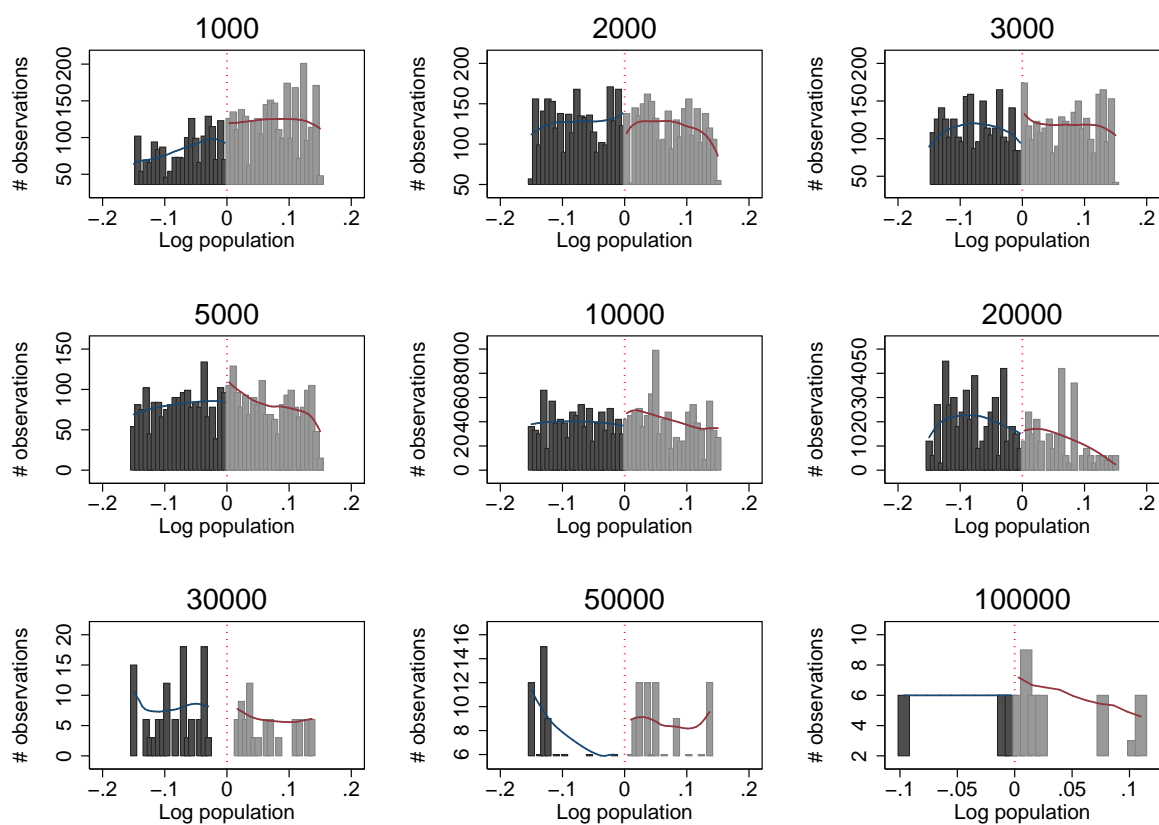 1000
# observations
50 100 150 200
−.2 −.1 0 .1 .2
Log population
2000
# observations
50 100 150 200
−.2 −.1 0 .1 .2
Log population
3000
# observations
50 100 150 200
−.2 −.1 0 .1 .2
Log population
5000
# observations
0 50 100 150
−.2 −.1 0 .1 .2
Log population
10000
# observations
0 20 40 60 80 100
−.2 −.1 0 .1 .2
Log population
20000
# observations
0 10 20 30 40 50
−.2 −.1 0 .1 .2
Log population
30000
# observations
0 5 10 15 20
−.2 −.1 0 .1 .2
Log population
50000
# observations
6 8 10 12 14 16
−.2 −.1 0 .1 .2
Log population
100000
# observations
2 4 6 8 10
−.1 −.05 0 .05 .1
Log population